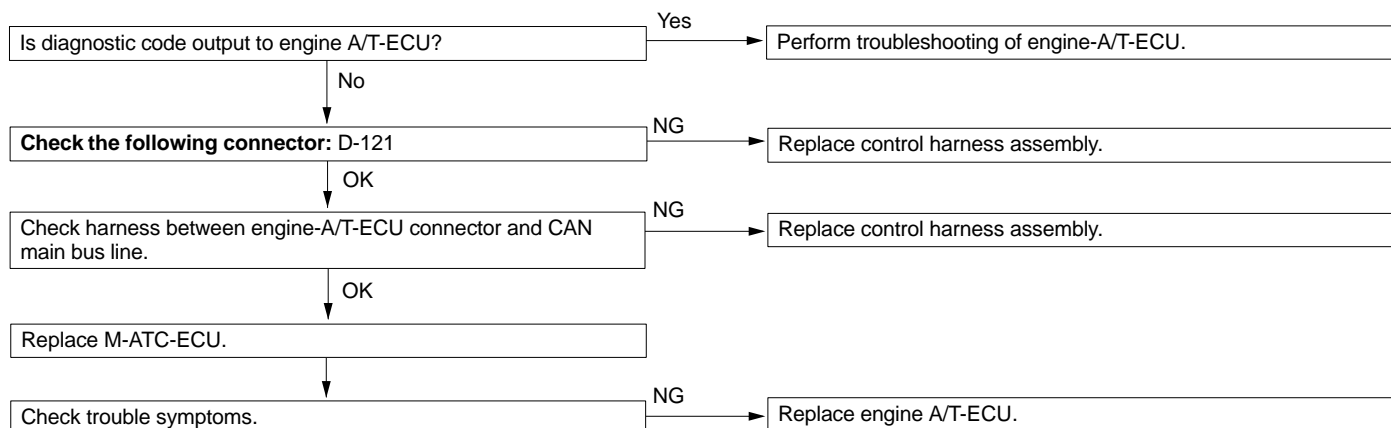 Yes
Is diagnostic code output to engine A/T-ECU?
Perform troubleshooting of engine-A/T-ECU.
No
NG
Check the following connector: D-121
Replace control harness assembly.
OK
NG
Check harness between engine-A/T-ECU connector and CAN
main bus line.
Replace control harness assembly.
OK
Replace M-ATC-ECU.
NG
Check trouble symptoms.
Replace engine A/T-ECU.